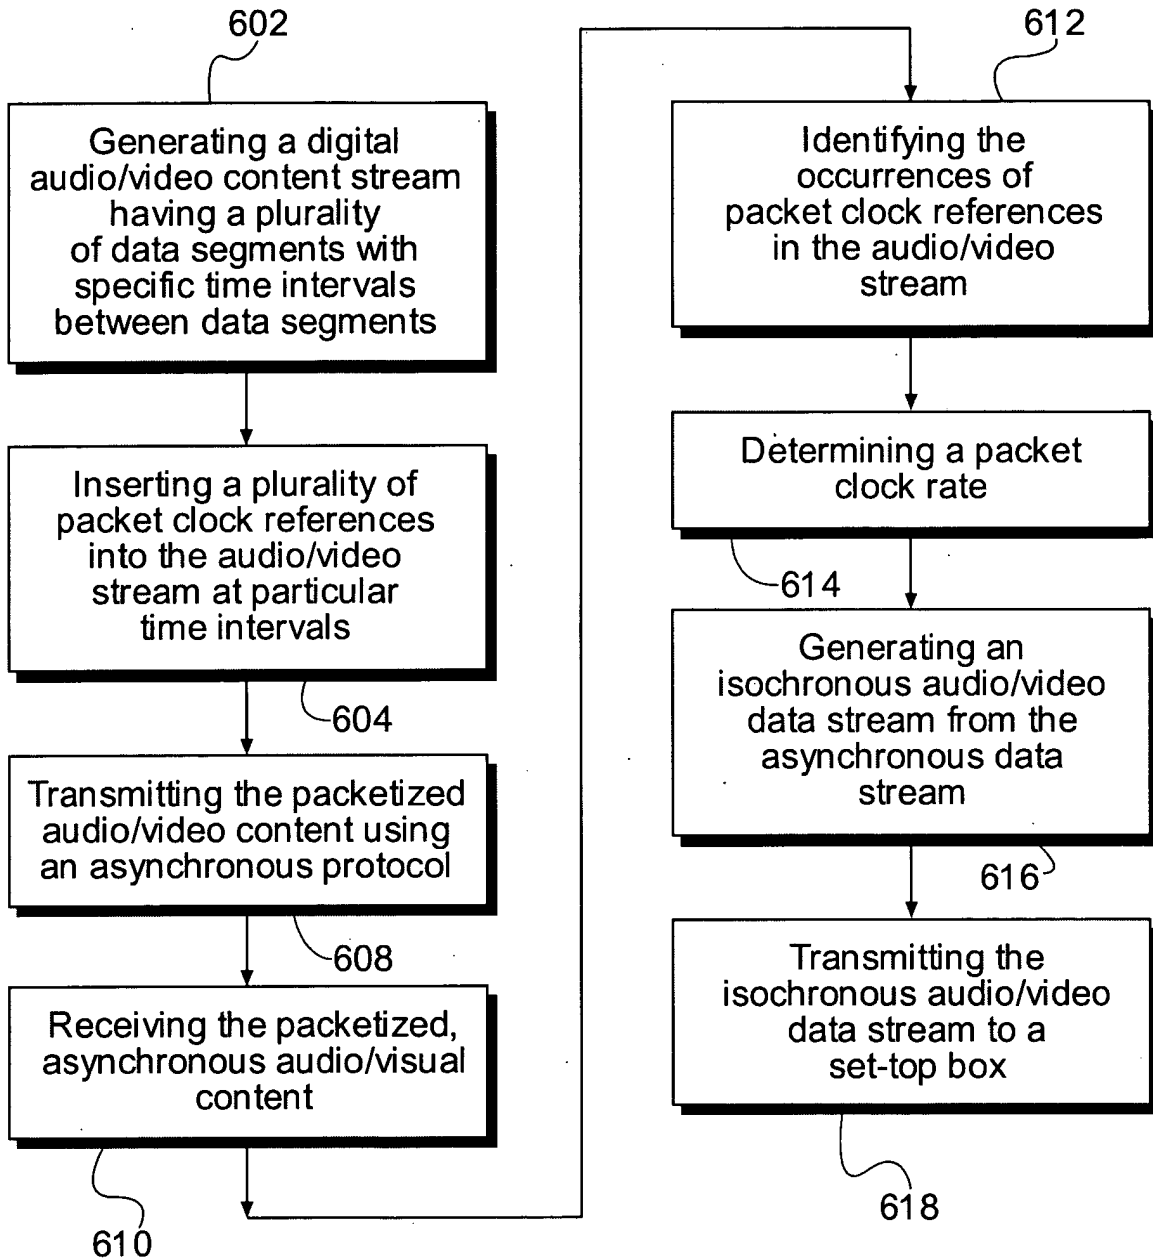 602
Generating a digital
audio/video content stream
having a plurality
of data segments with
specific time intervals
between data segments
Inserting a plurality of
packet clock references
into the audio/video
stream at particular
time intervals
604
Transmitting the packetized
audio/video content using
an asynchronous protocol
608
Receiving the packetized,
asynchronous audio/visual
content
610
612
Identifying the
occurrences of
packet clock references
in the audio/video
stream
Determining a packet
clock rate
614
Generating an
isochronous audio/video
data stream from the
asynchronous data
stream
616
Transmitting the
isochronous audio/video
data stream to a
set-top box
618